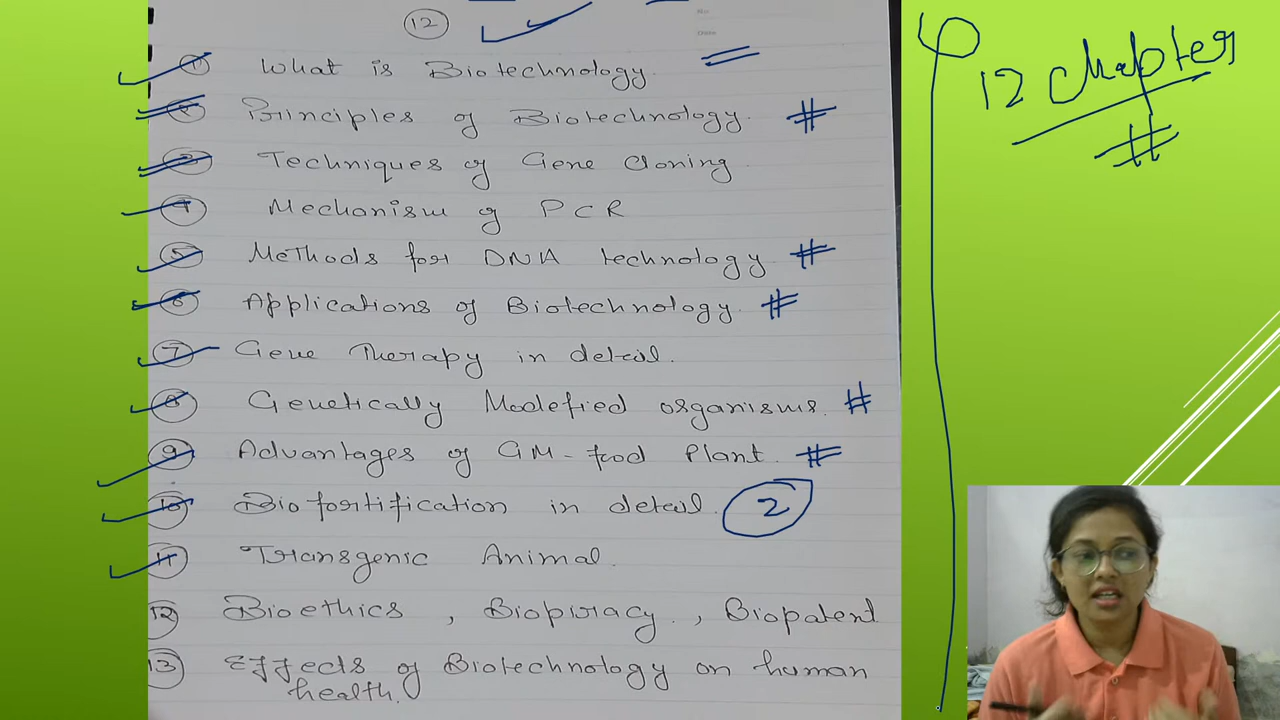 12
12 Chapter
① What is Biotechnology.
② Principles of Biotechnology. #
③ Techniques of Gene Cloning.
④ Mechanism of PCR
⑤ Methods for DNA technology #
⑥ Applications of Biotechnology. #
⑦ Gene Therapy in detail.
⑧ Genetically Modefied organisms. #
⑨ Advantages of GM-food Plant. #
⑩ Bio fortification in detail. 2
⑪ Transgenic Animal.
⑫ Bioethics, Biopiracy., Biopatent
⑬ Effects of Biotechnology on human
health.